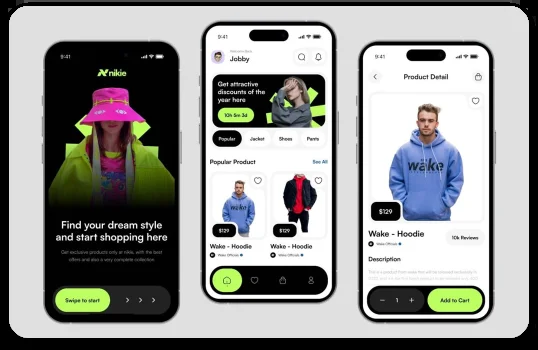 9:41
nikie
Find your dream style
and start shopping here
Get exclusive products only at nikie, with the best
offers and also a very complete collection.
Swipe to start
9:41
Jobby
Get attractive
discounts of the
year here
10h 5m 3d
Popular
Jacket
Shoes
Pants
Popular Product
See All
wake
$129
$129
Wake - Hoodie
Wake - Hoodie
Wake Officials
Wake Officials
9:41
Product Detail
wake
$129
Wake - Hoodie
Wake Officials
10k Reviews
Description
- 1 +
Add to Cart